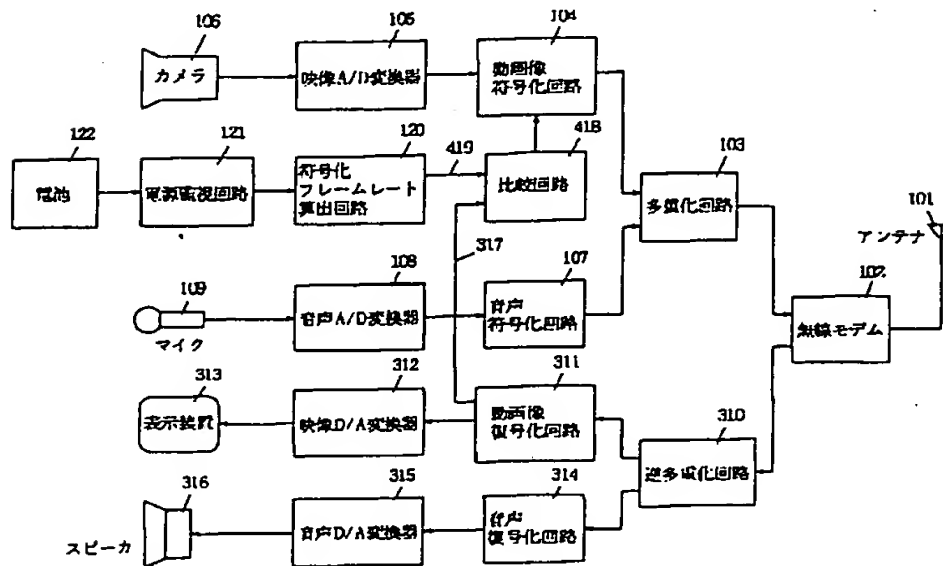 106
カメラ
105
映像A/D変換器
104
動画像
符号化回路
122
電池
121
電源監視回路
120
符号化
フレームレート
算出回路
419
418
比較回路
103
多重化回路
101
アンテナ
317
109
マイク
108
音声A/D変換器
107
音声
符号化回路
102
無線モデム
313
表示装置
312
映像D/A変換器
311
動画像
復号化回路
310
逆多重化回路
316
スピーカ
315
音声D/A変換器
314
音声
復号化回路